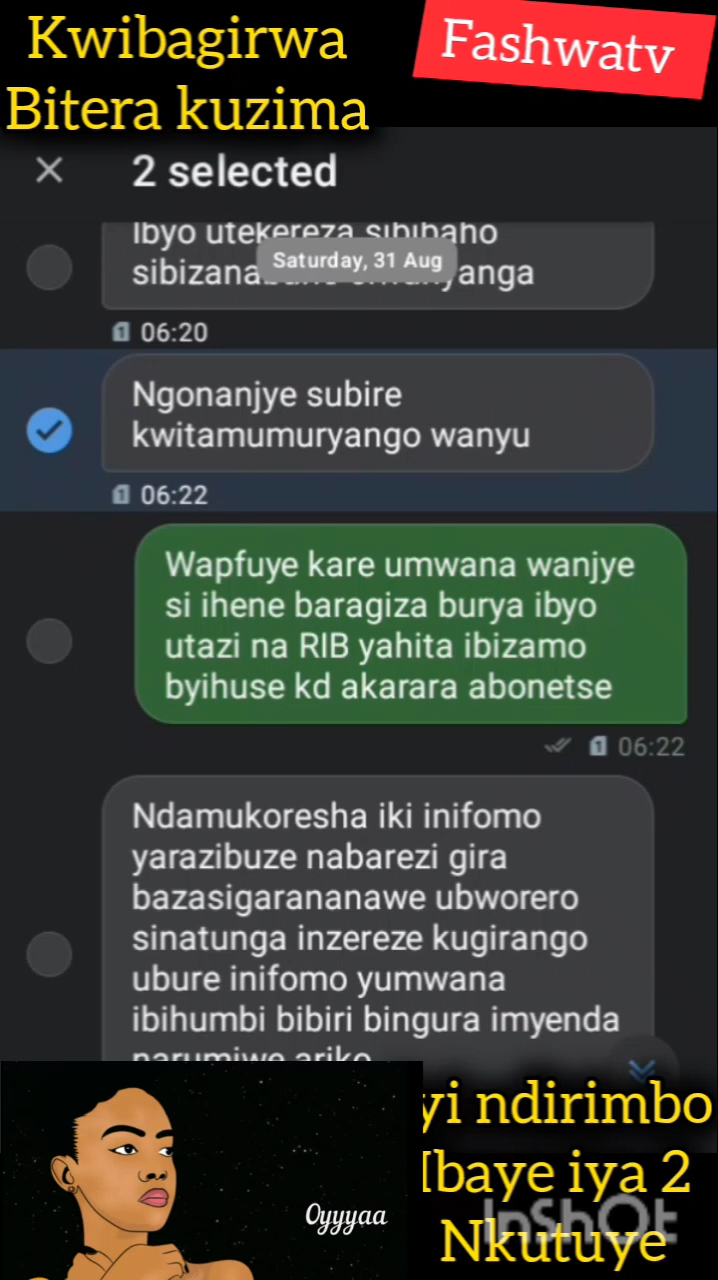 Kwibagirwa
Bitera kuzima
Fashwatv
2 selected
Ibyo utekereza sibibaho
Saturday, 31 Aug
06:20
Ngonanjye subire
kwitamumuryango wanyu
06:22
Wapfuye kare umwana wanjye
si ihene baragiza burya ibyo
utazi na RIB yahita ibizamo
byihuse kd akarara abonetse
06:22
Ndamukoresha iki inifomo
yarazibuze nabarezi gira
bazasigarananawe ubworero
sinatunga inzereze kugirango
ubure inifomo yumwana
ibihumbi bibiri bingura imyenda
narumiwe ariko
yi ndirimbo
Ibaye iya 2
Nkutuye
InShOt
Oyyyaa